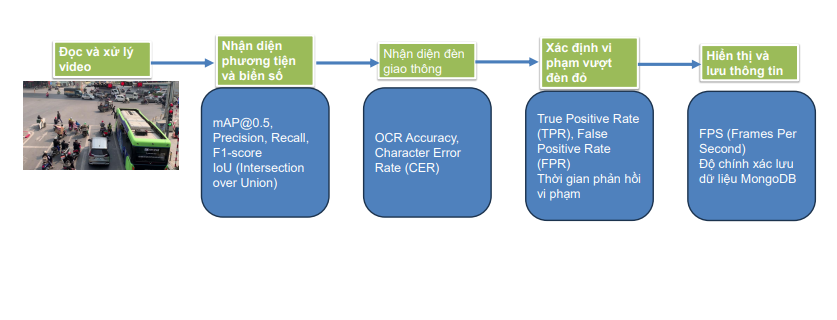 Đọc và xử lý
video
Nhận diện
phương tiện
và biển số
Nhận diện đèn
giao thông
Xác định vi
phạm vượt
đèn đỏ
Hiển thị và
lưu thông tin
mAP@0.5,
Precision, Recall,
F1-score
IoU (Intersection
over Union)
OCR Accuracy,
Character Error
Rate (CER)
True Positive Rate
(TPR), False
Positive Rate
(FPR)
Thời gian phản hồi
vi phạm
FPS (Frames Per
Second)
Độ chính xác lưu
dữ liệu MongoDB